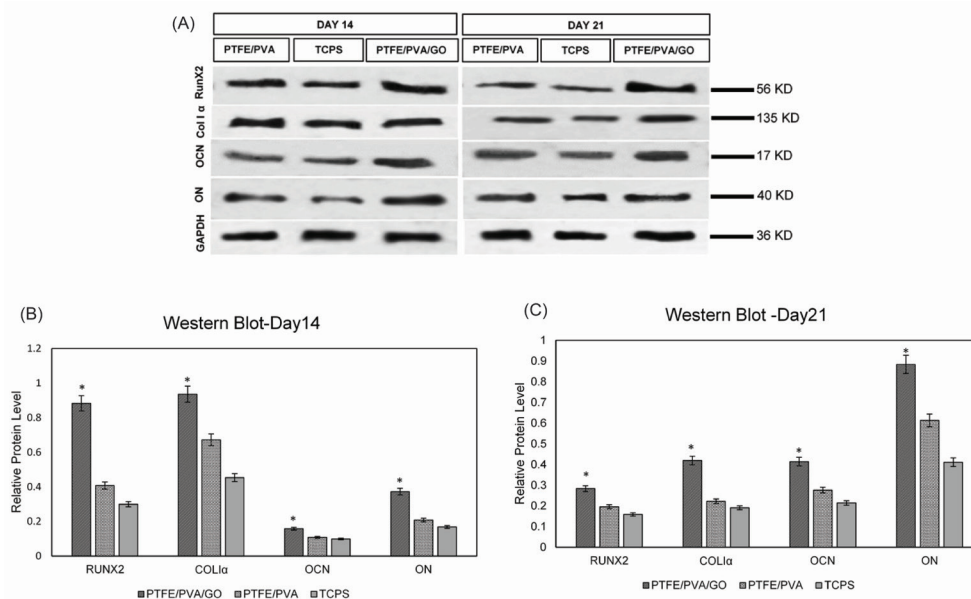 (A)
DAY 14 DAY 21
PTFE/PVA TCPS PTFE/PVA/GO PTFE/PVA TCPS PTFE/PVA/GO
RunX2 56 KD
Col I α 135 KD
OCN 17 KD
ON 40 KD
GAPDH 36 KD
(B)
Western Blot-Day14
Relative Protein Level
1.2
1
0.8
0.6
0.4
0.2
0
* * * *
RUNX2 COLIα OCN ON
PTFE/PVA/GO PTFE/PVA TCPS
(C)
Western Blot -Day21
Relative Protein Level
1
0.9
0.8
0.7
0.6
0.5
0.4
0.3
0.2
0.1
0
* * * *
RUNX2 COLIα OCN ON
PTFE/PVA/GO PTFE/PVA TCPS